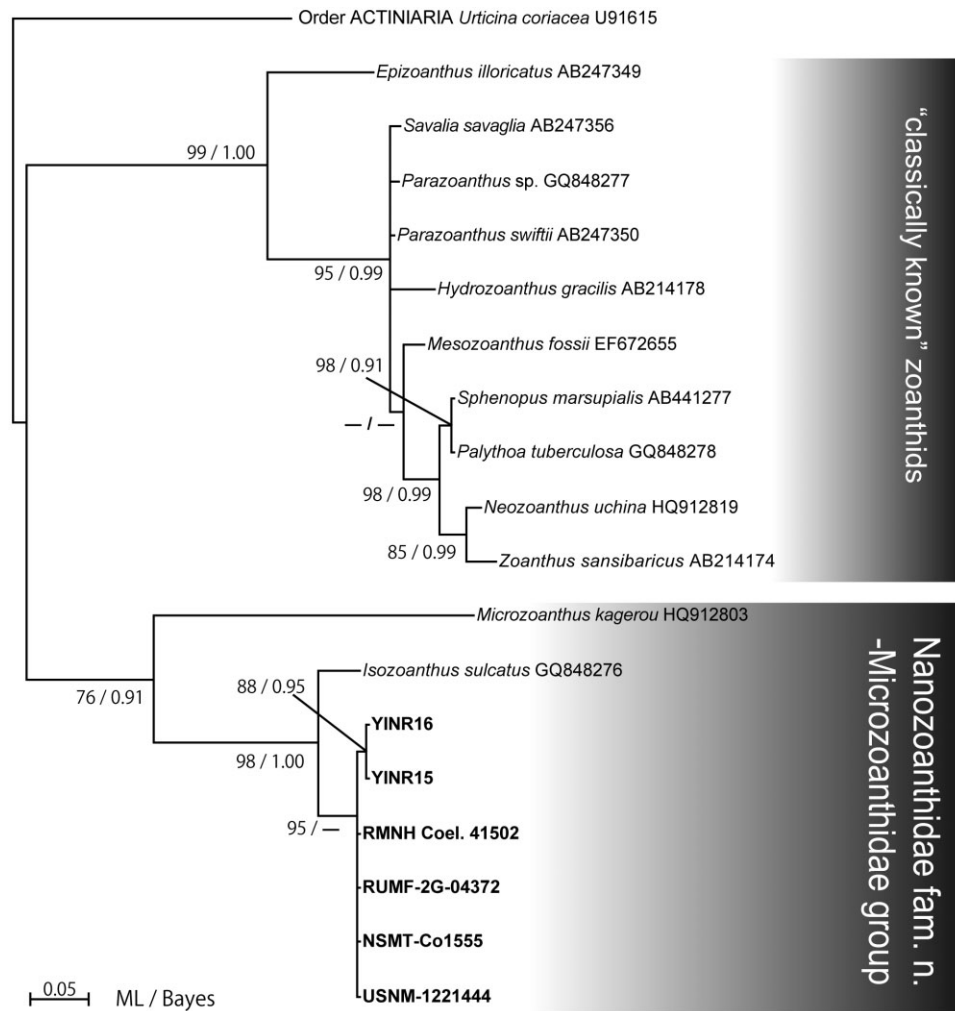 Order ACTINIARIA Urticina coriacea U91615
Epizoanthus illoricatus AB247349
Savalia savaglia AB247356
99 / 1.00
Parazoanthus sp. GQ848277
Parazoanthus swiftii AB247350
95 / 0.99
Hydrozoanthus gracilis AB214178
Mesozoanthus fossii EF672655
98 / 0.91
Sphenopus marsupialis AB441277
— / —
Palythoa tuberculosa GQ848278
98 / 0.99
Neozoanthus uchina HQ912819
85 / 0.99
Zoanthus sansibaricus AB214174
"classically known" zoanthids
Microzoanthus kagerou HQ912803
Isozoanthus sulcatus GQ848276
76 / 0.91
88 / 0.95
YINR16
98 / 1.00
YINR15
95 / —
RMNH Coel. 41502
RUMF-2G-04372
NSMT-Co1555
USNM-1221444
Nanozoanthidae fam. n.
-Microzoanthidae group
0.05
ML / Bayes